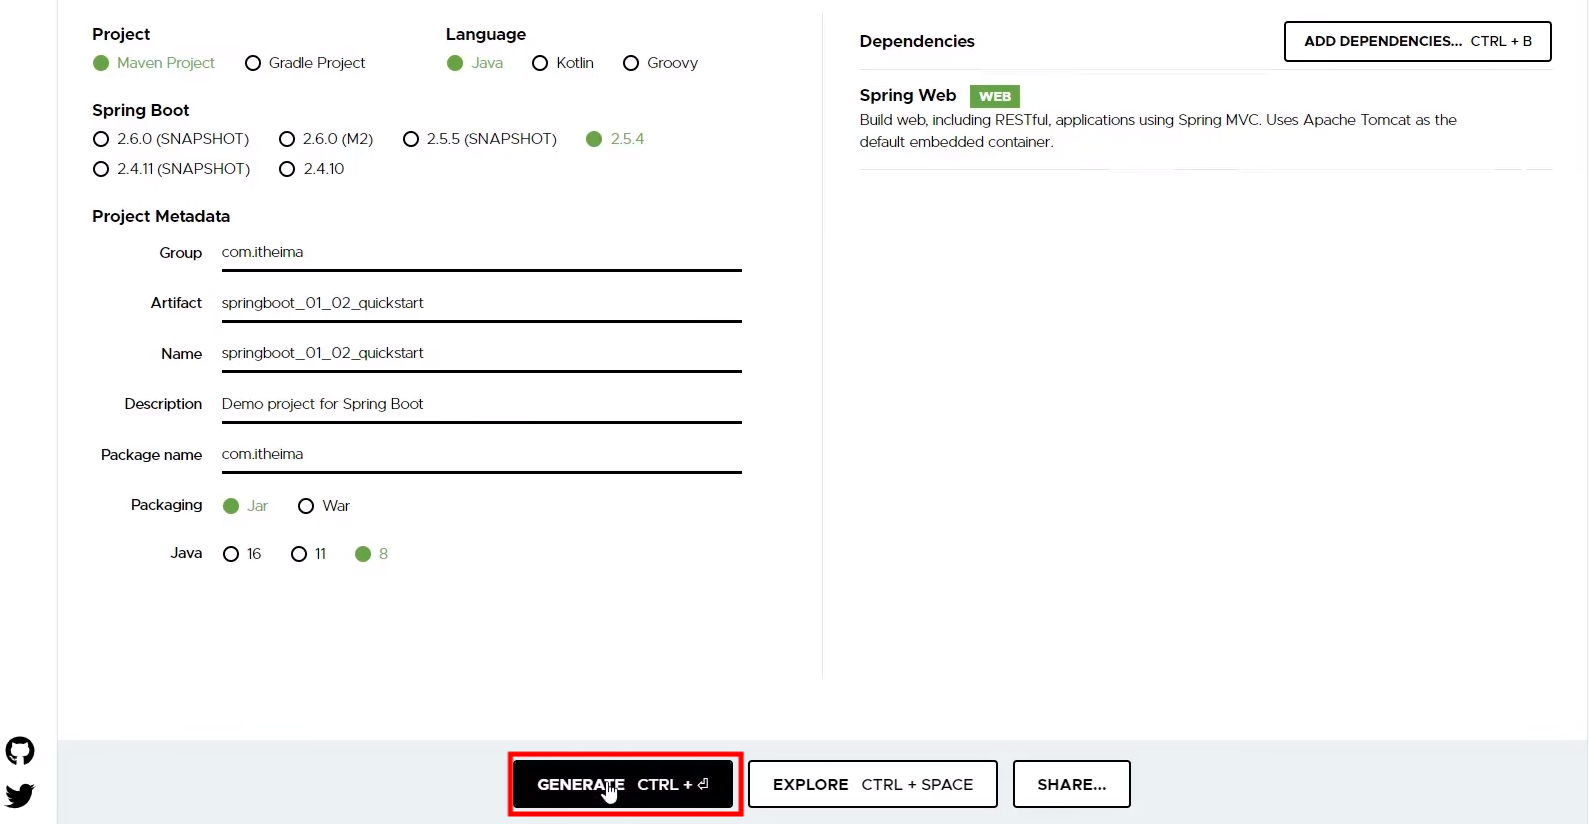 Project
Maven Project Gradle Project
Language
Java Kotlin Groovy
Spring Boot
2.6.0 (SNAPSHOT) 2.6.0 (M2) 2.5.5 (SNAPSHOT) 2.5.4
2.4.11 (SNAPSHOT) 2.4.10
Project Metadata
Group com.itheima
Artifact springboot_01_02_quickstart
Name springboot_01_02_quickstart
Description Demo project for Spring Boot
Package name com.itheima
Packaging Jar War
Java 16 11 8
Dependencies
ADD DEPENDENCIES... CTRL + B
Spring Web WEB
Build web, including RESTful, applications using Spring MVC. Uses Apache Tomcat as the
default embedded container.
GENERATE CTRL + ⏎
EXPLORE CTRL + SPACE
SHARE...